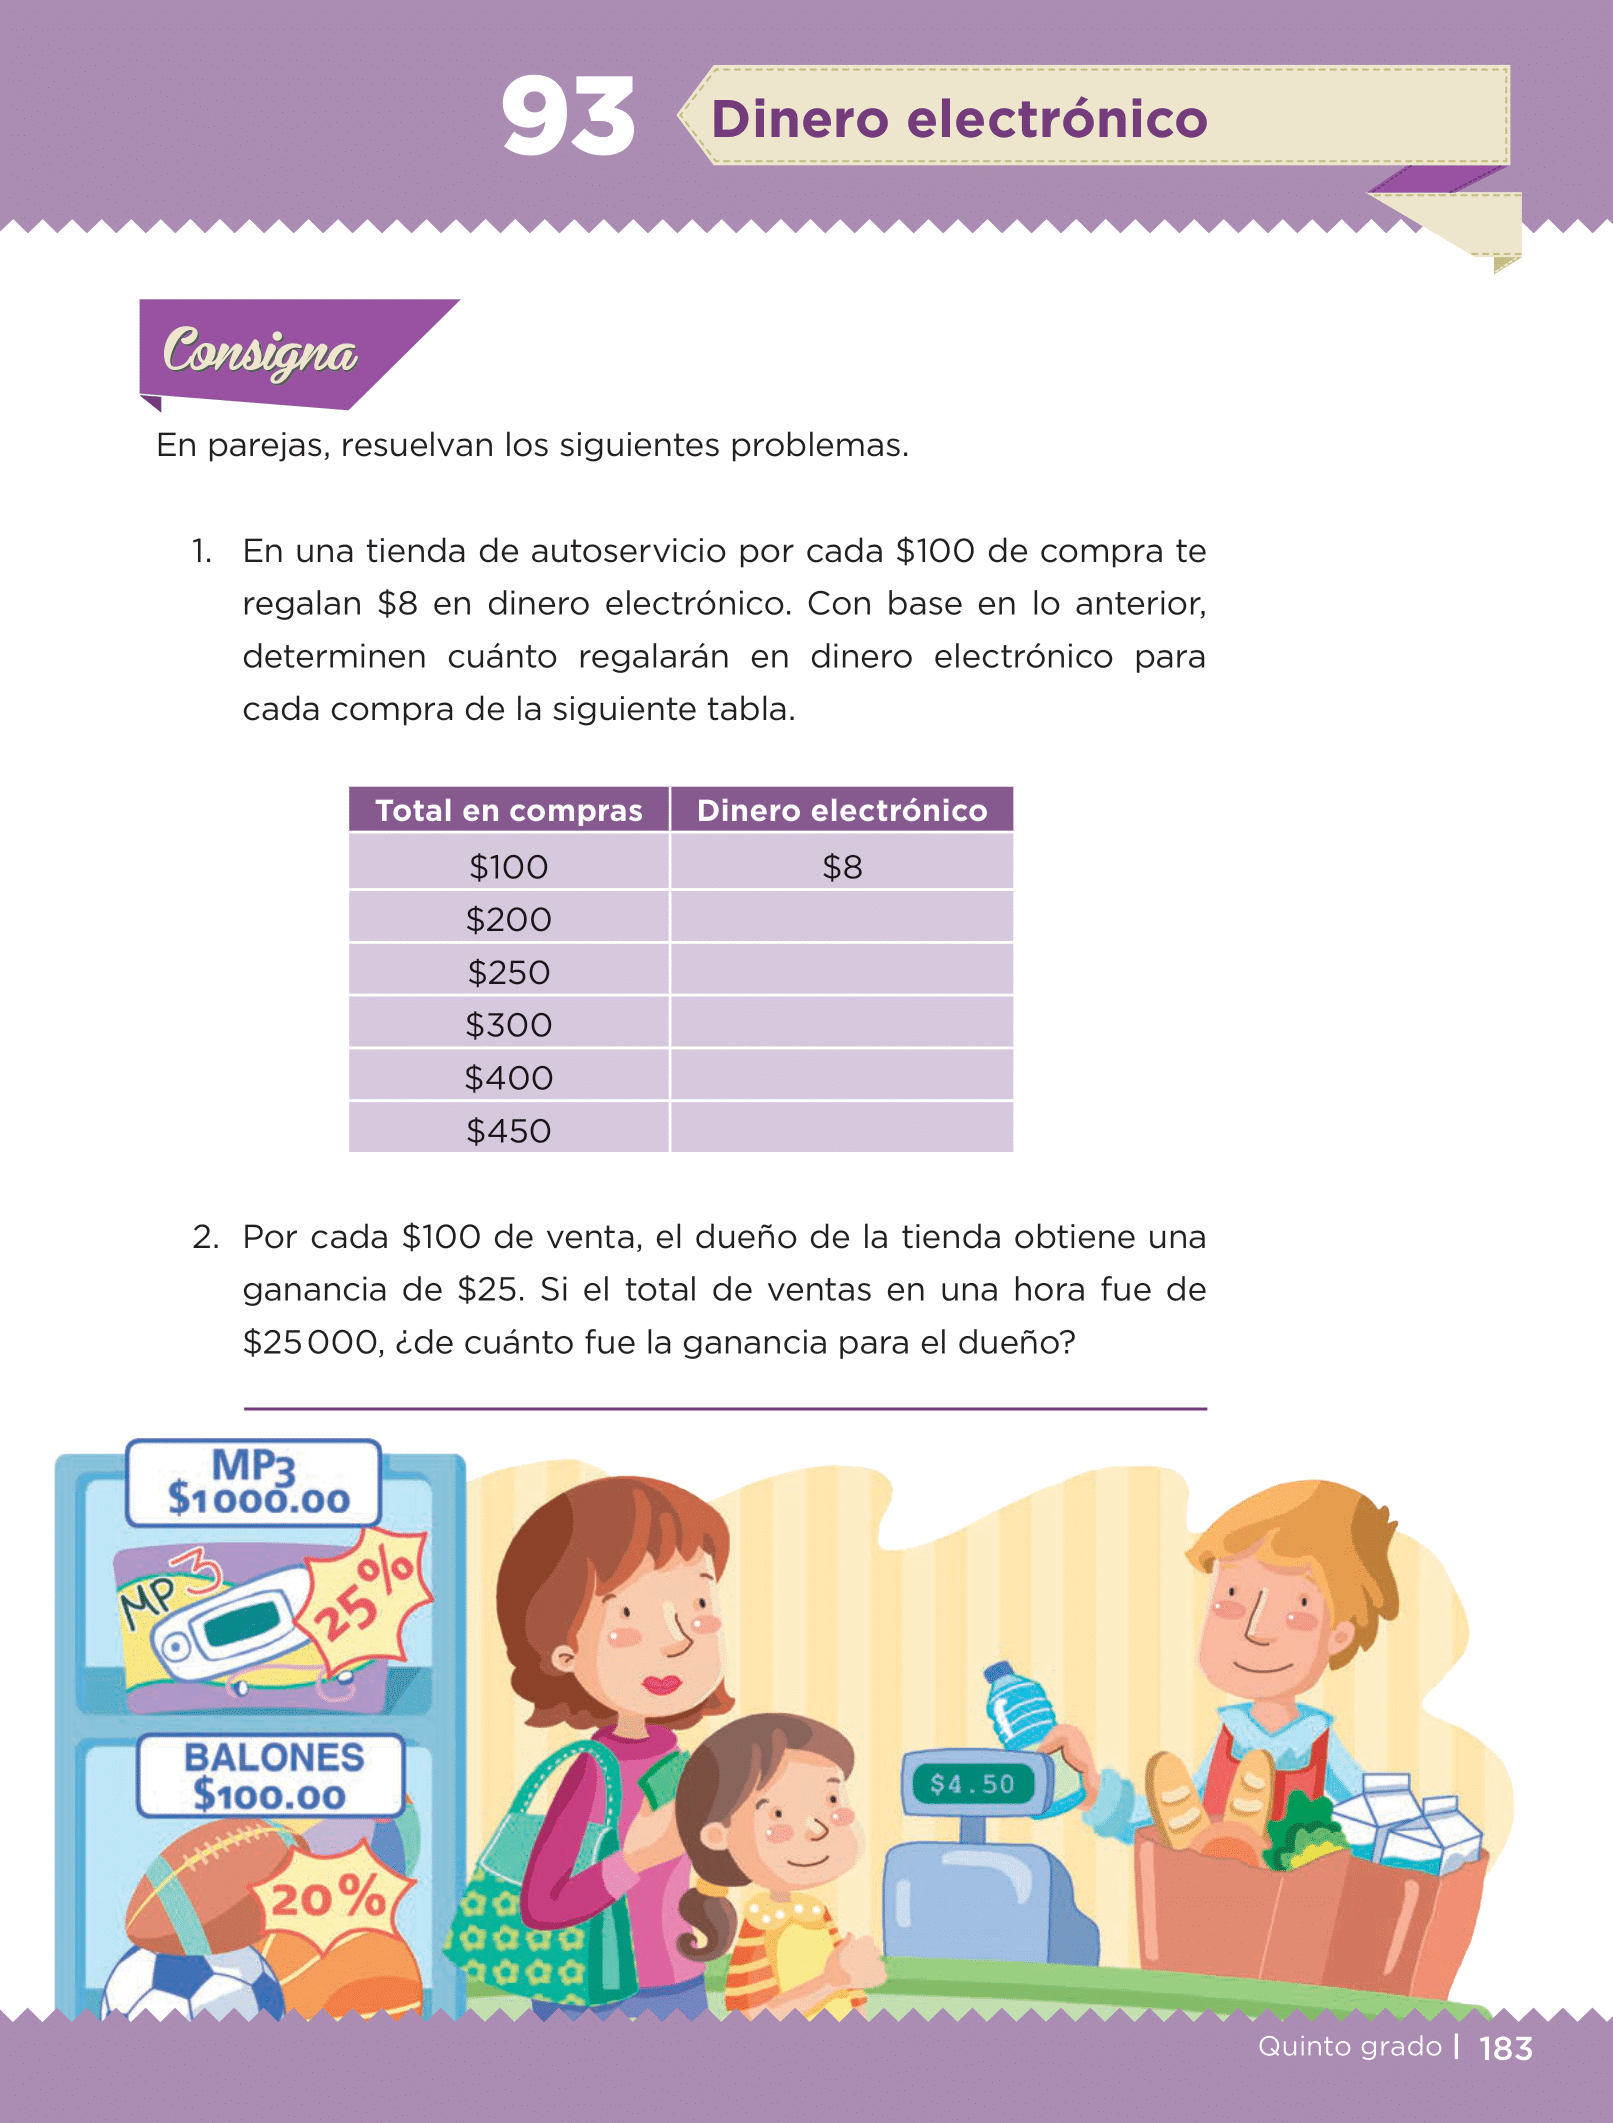 93
Dinero electrónico
Consigna
En parejas, resuelvan los siguientes problemas.
1. En una tienda de autoservicio por cada $100 de compra te
regalan $8 en dinero electrónico. Con base en lo anterior,
determinen cuánto regalarán en dinero electrónico para
cada compra de la siguiente tabla.
Total en compras Dinero electrónico
$100 $8
$200
$250
$300
$400
$450
2. Por cada $100 de venta, el dueño de la tienda obtiene una
ganancia de $25. Si el total de ventas en una hora fue de
$25 000, ¿de cuánto fue la ganancia para el dueño?
MP3
$1000.00
MP3
25%
BALONES
$100.00
20%
$4.50
Quinto grado | 183